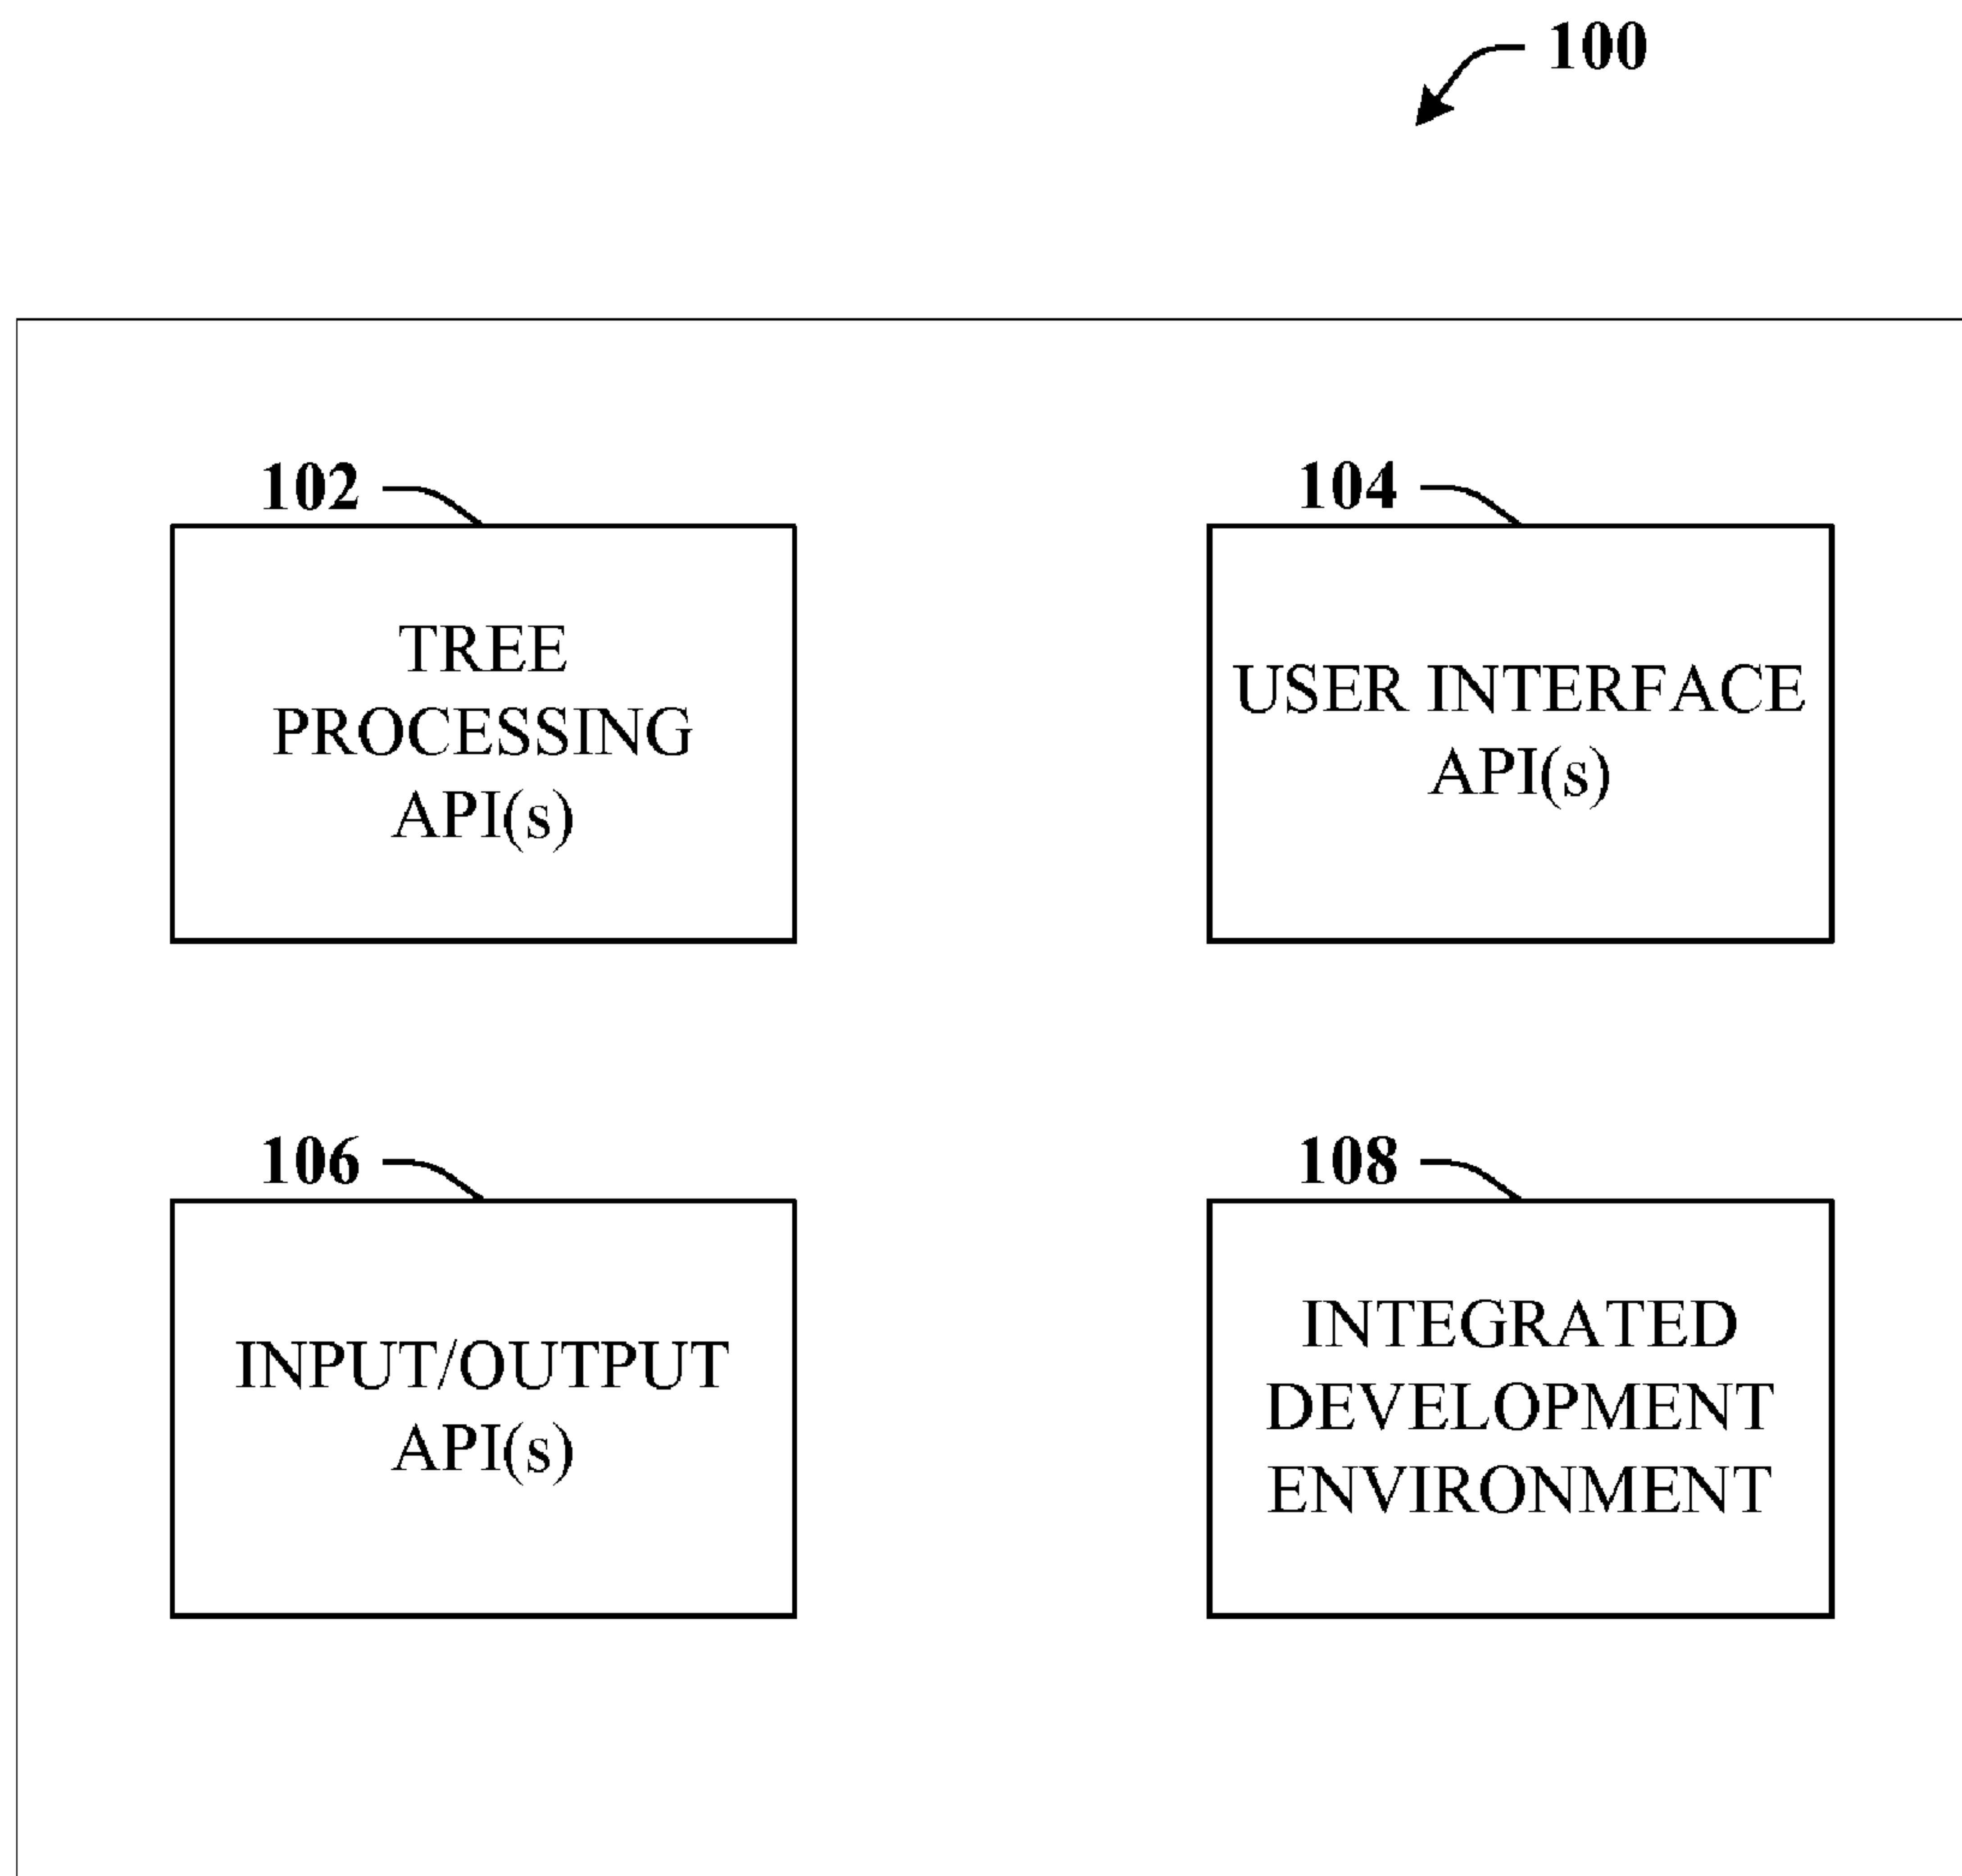 100
102
TREE
PROCESSING
API(s)
104
USER INTERFACE
API(s)
106
INPUT/OUTPUT
API(s)
108
INTEGRATED
DEVELOPMENT
ENVIRONMENT